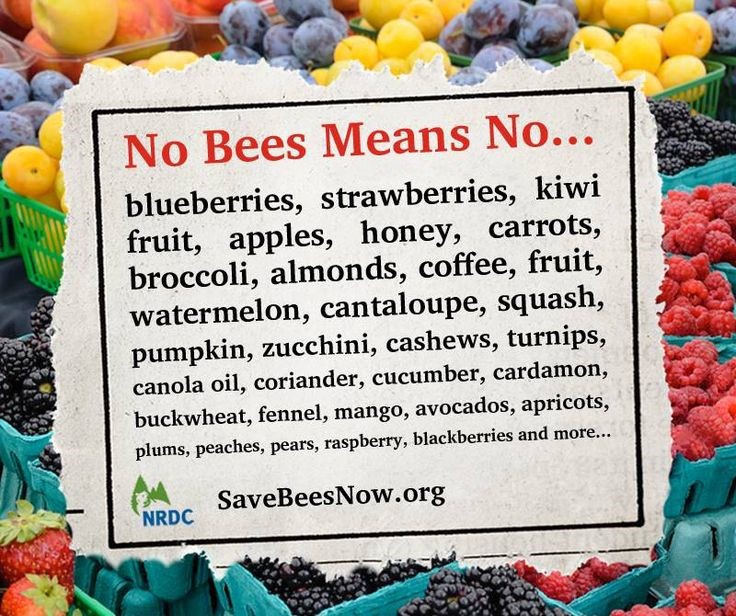 No Bees Means No...
blueberries, strawberries, kiwi
fruit, apples, honey, carrots,
broccoli, almonds, coffee, fruit,
watermelon, cantaloupe, squash,
pumpkin, zucchini, cashews, turnips,
canola oil, coriander, cucumber, cardamon,
buckwheat, fennel, mango, avocados, apricots,
plums, peaches, pears, raspberry, blackberries and more...
NRDC
SaveBeesNow.org